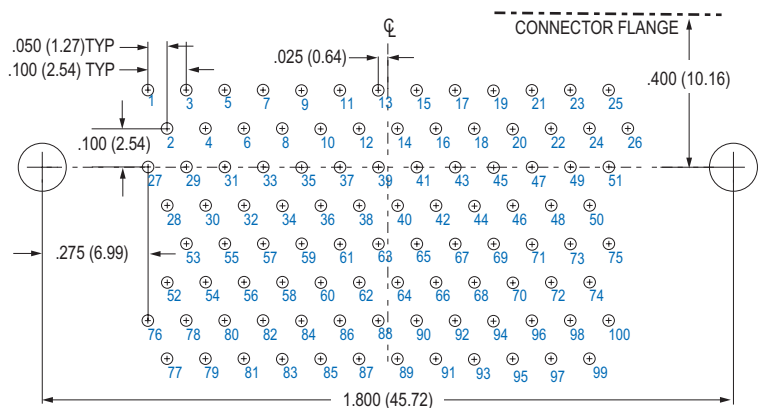 ℄
CONNECTOR FLANGE
.050 (1.27)TYP
.100 (2.54) TYP
.025 (0.64)
.400 (10.16)
1 3 5 7 9 11 13 15 17 19 21 23 25
2 4 6 8 10 12 14 16 18 20 22 24 26
.100 (2.54)
27 29 31 33 35 37 39 41 43 45 47 49 51
28 30 32 34 36 38 40 42 44 46 48 50
.275 (6.99)
53 55 57 59 61 63 65 67 69 71 73 75
52 54 56 58 60 62 64 66 68 70 72 74
76 78 80 82 84 86 88 90 92 94 96 98 100
77 79 81 83 85 87 89 91 93 95 97 99
1.800 (45.72)